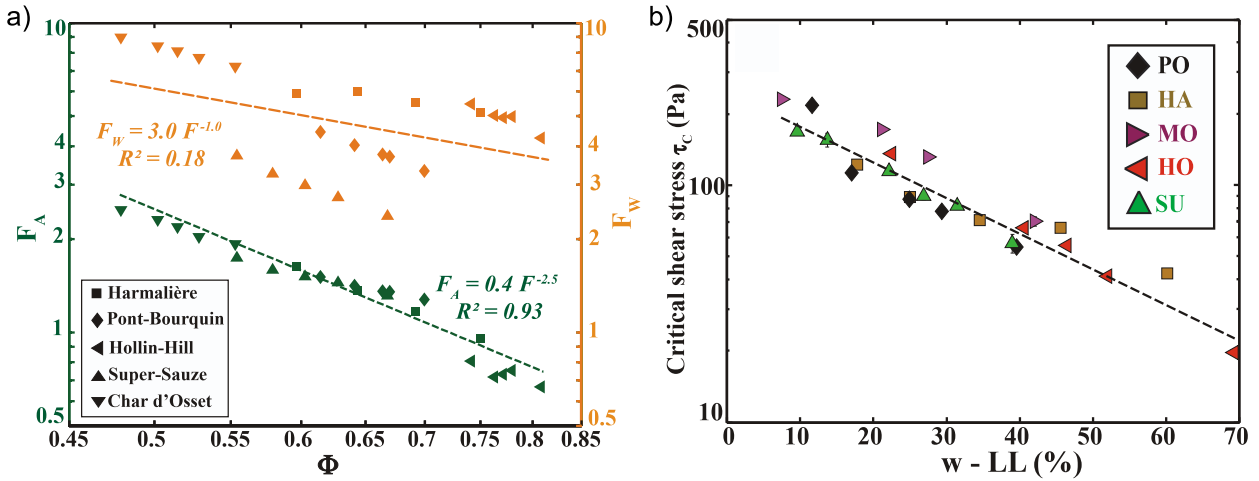 a)
10
4
3
2
1
0.5
F_A
F_W = 3.0 F^-1.0
R² = 0.18
F_A = 0.4 F^-2.5
R² = 0.93
Harmalière
Pont-Bourquin
Hollin-Hill
Super-Sauze
Char d'Osset
10
4
3
2
1
0.5
F_W
0.45 0.5 0.55 0.6 0.65 0.7 0.75 0.8 0.85
Φ
b)
500
100
10
Critical shear stress τ_C (Pa)
PO
HA
MO
HO
SU
0 10 20 30 40 50 60 70
w - LL (%)